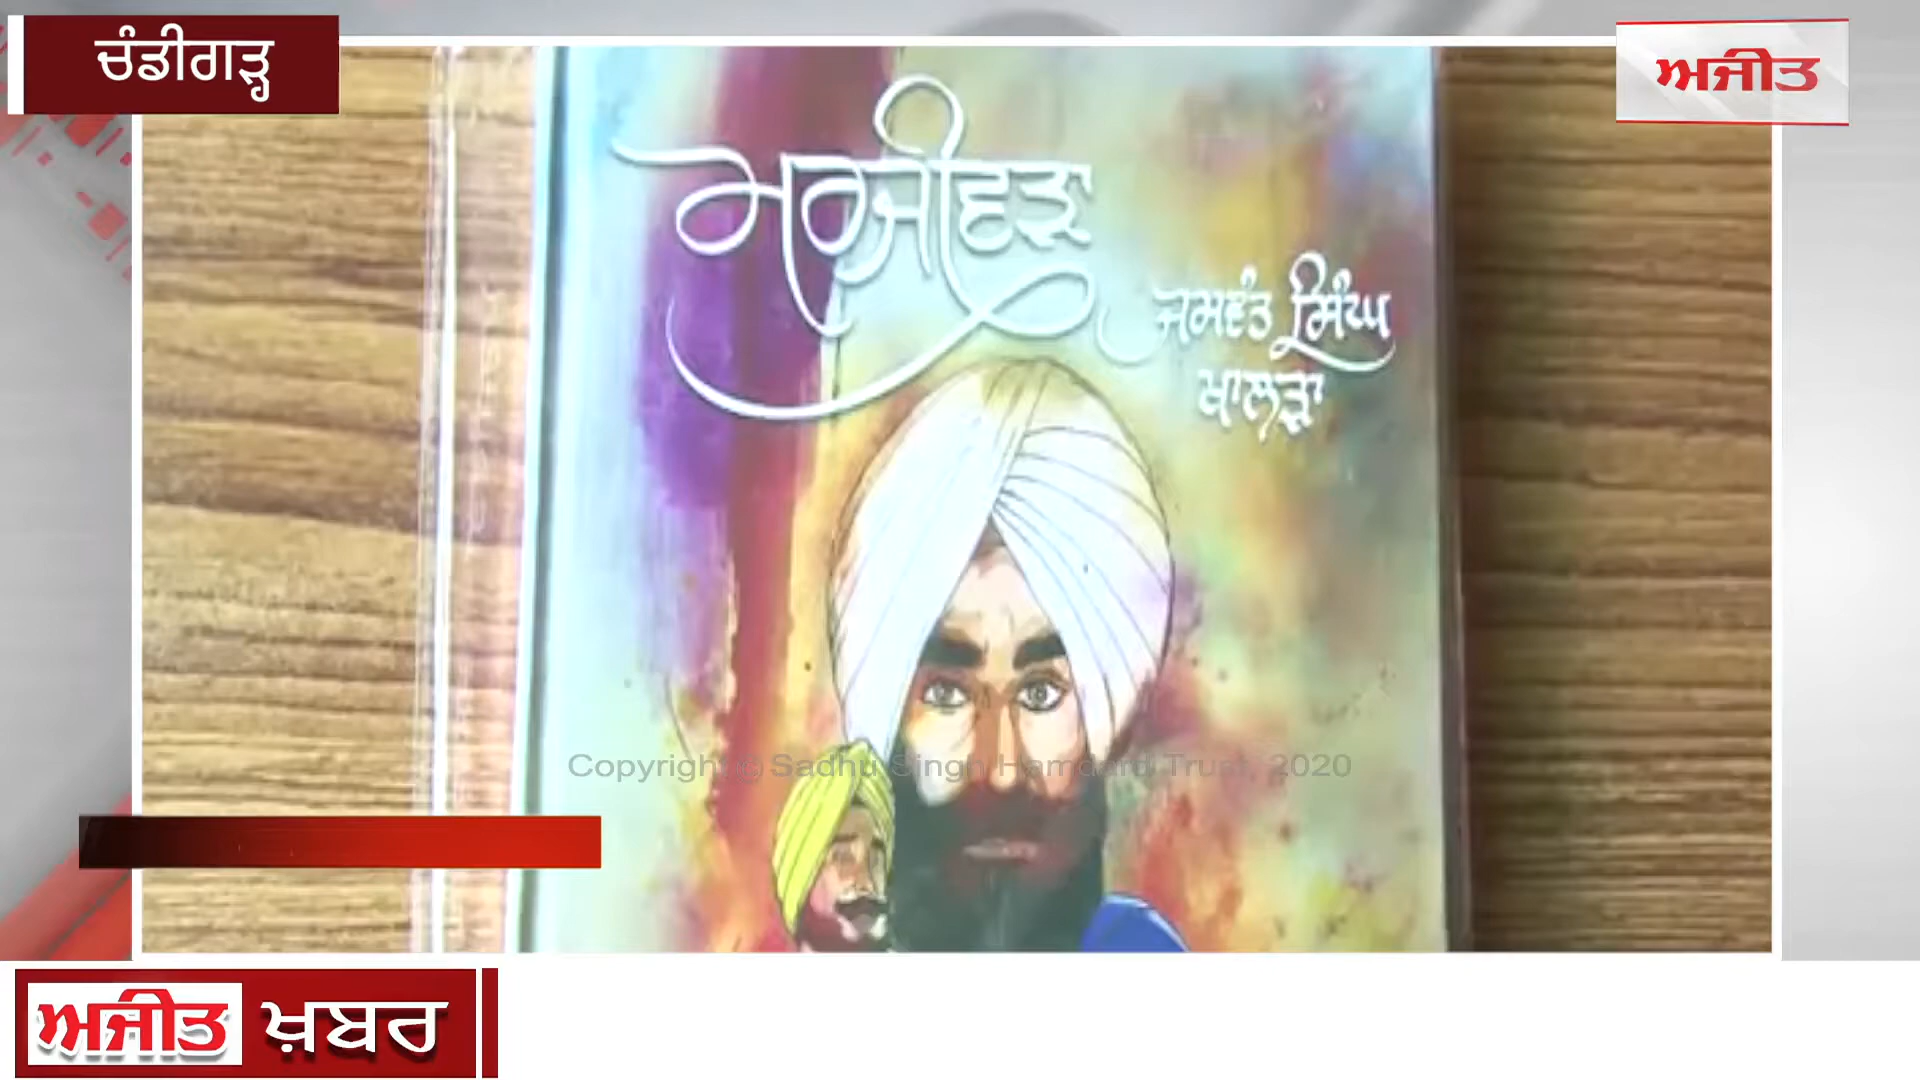 ਚੰਡੀਗੜ੍ਹ
ਅਜੀਤ
ਮਰਜੀਵੜਾ
ਜਸਵੰਤ ਸਿੰਘ
ਖਾਲੜਾ
Copyright © Sadhu Singh Hamdard Trust, 2020
ਅਜੀਤ ਖ਼ਬਰ